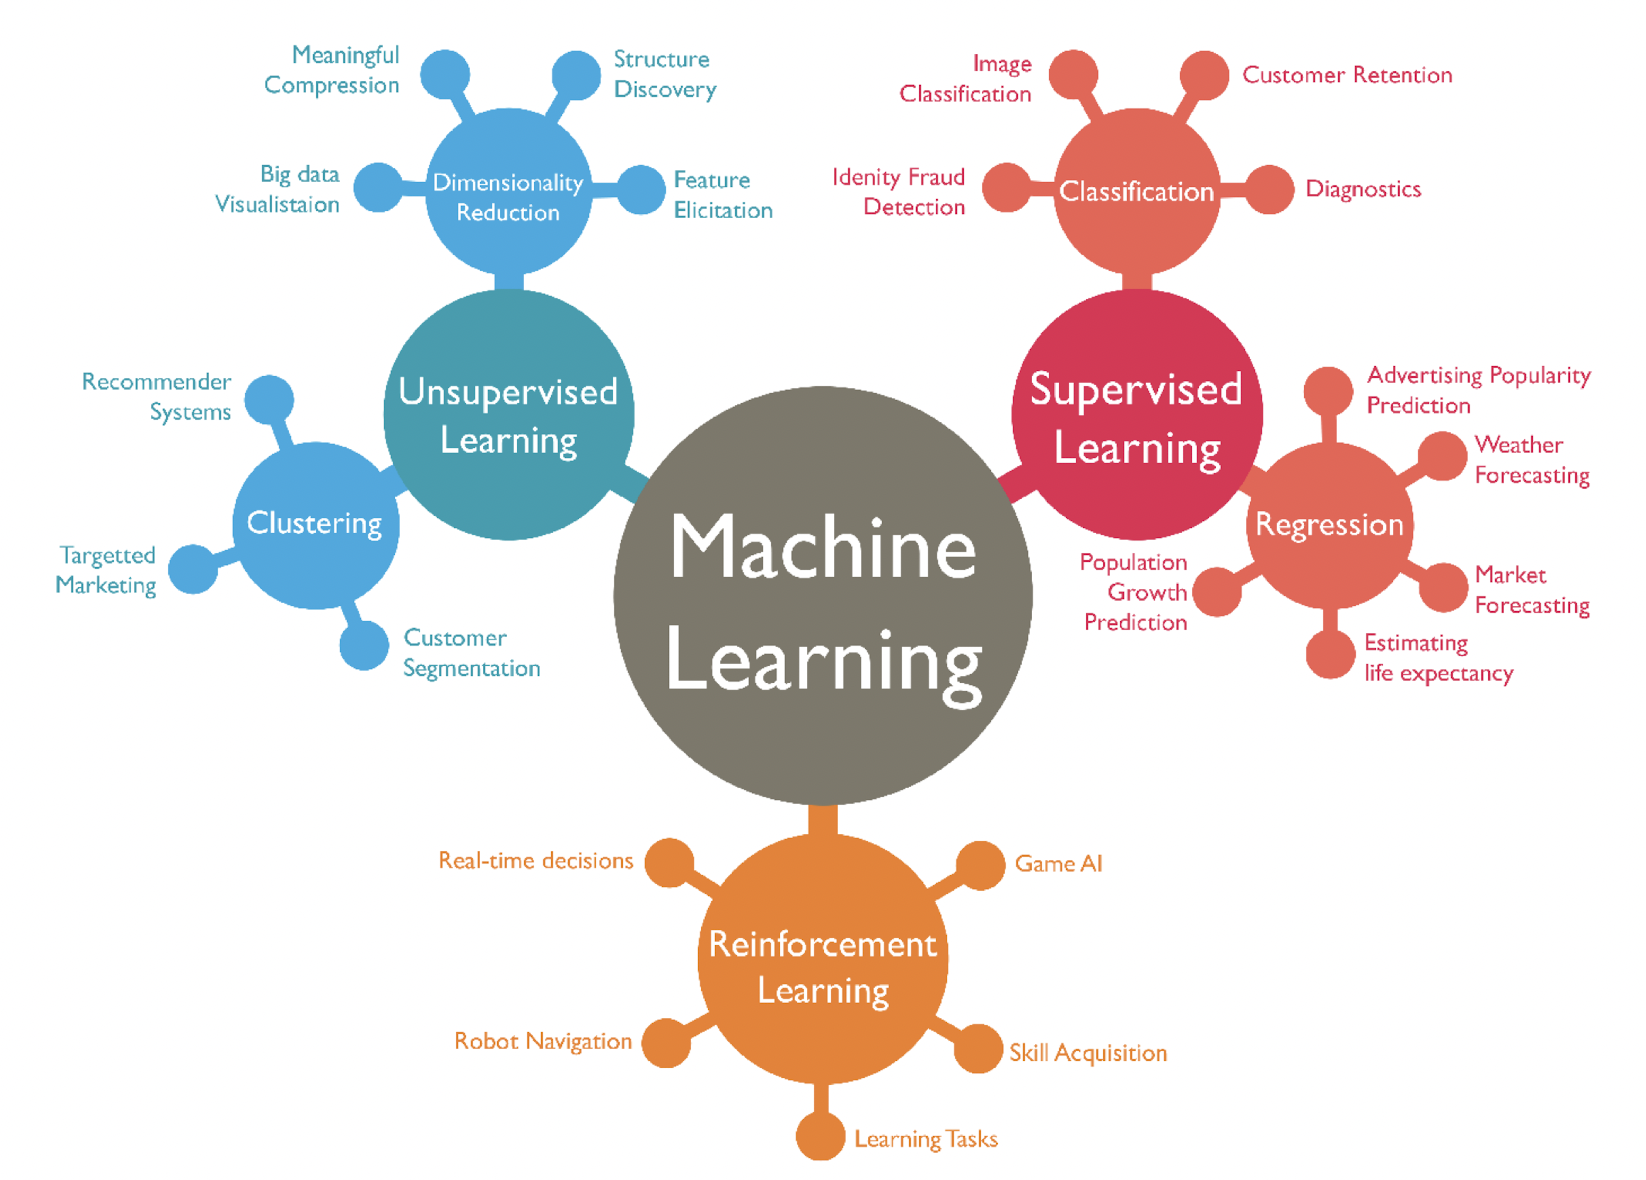 Meaningful
Compression
Structure
Discovery
Big data
Visualistaion
Dimensionality
Reduction
Feature
Elicitation
Image
Classification
Customer Retention
Idenity Fraud
Detection
Classification
Diagnostics
Unsupervised
Learning
Supervised
Learning
Recommender
Systems
Clustering
Targetted
Marketing
Customer
Segmentation
Advertising Popularity
Prediction
Weather
Forecasting
Regression
Population
Growth
Prediction
Market
Forecasting
Estimating
life expectancy
Machine
Learning
Real-time decisions
Game AI
Reinforcement
Learning
Robot Navigation
Skill Acquisition
Learning Tasks